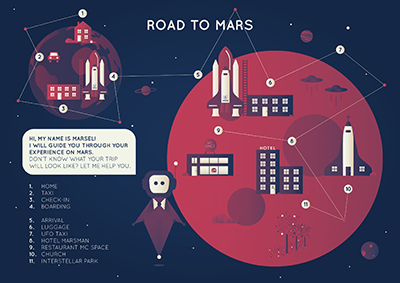 ROAD TO MARS
1
2
3
4
5
6
7
8
9
10
11
HOTEL
HI, MY NAME IS MARSEL!
I WILL GUIDE YOU THROUGH YOUR
EXPERIENCE ON MARS.
DON'T KNOW WHAT YOUR TRIP
WILL LOOK LIKE? LET ME HELP YOU.
1. HOME
2. TAXI
3. CHECK-IN
4. BOARDING
5. ARRIVAL
6. LUGGAGE
7. UFO TAXI
8. HOTEL MARSMAN
9. RESTAURANT MC SPACE
10. CHURCH
11. INTERSTELLAR PARK